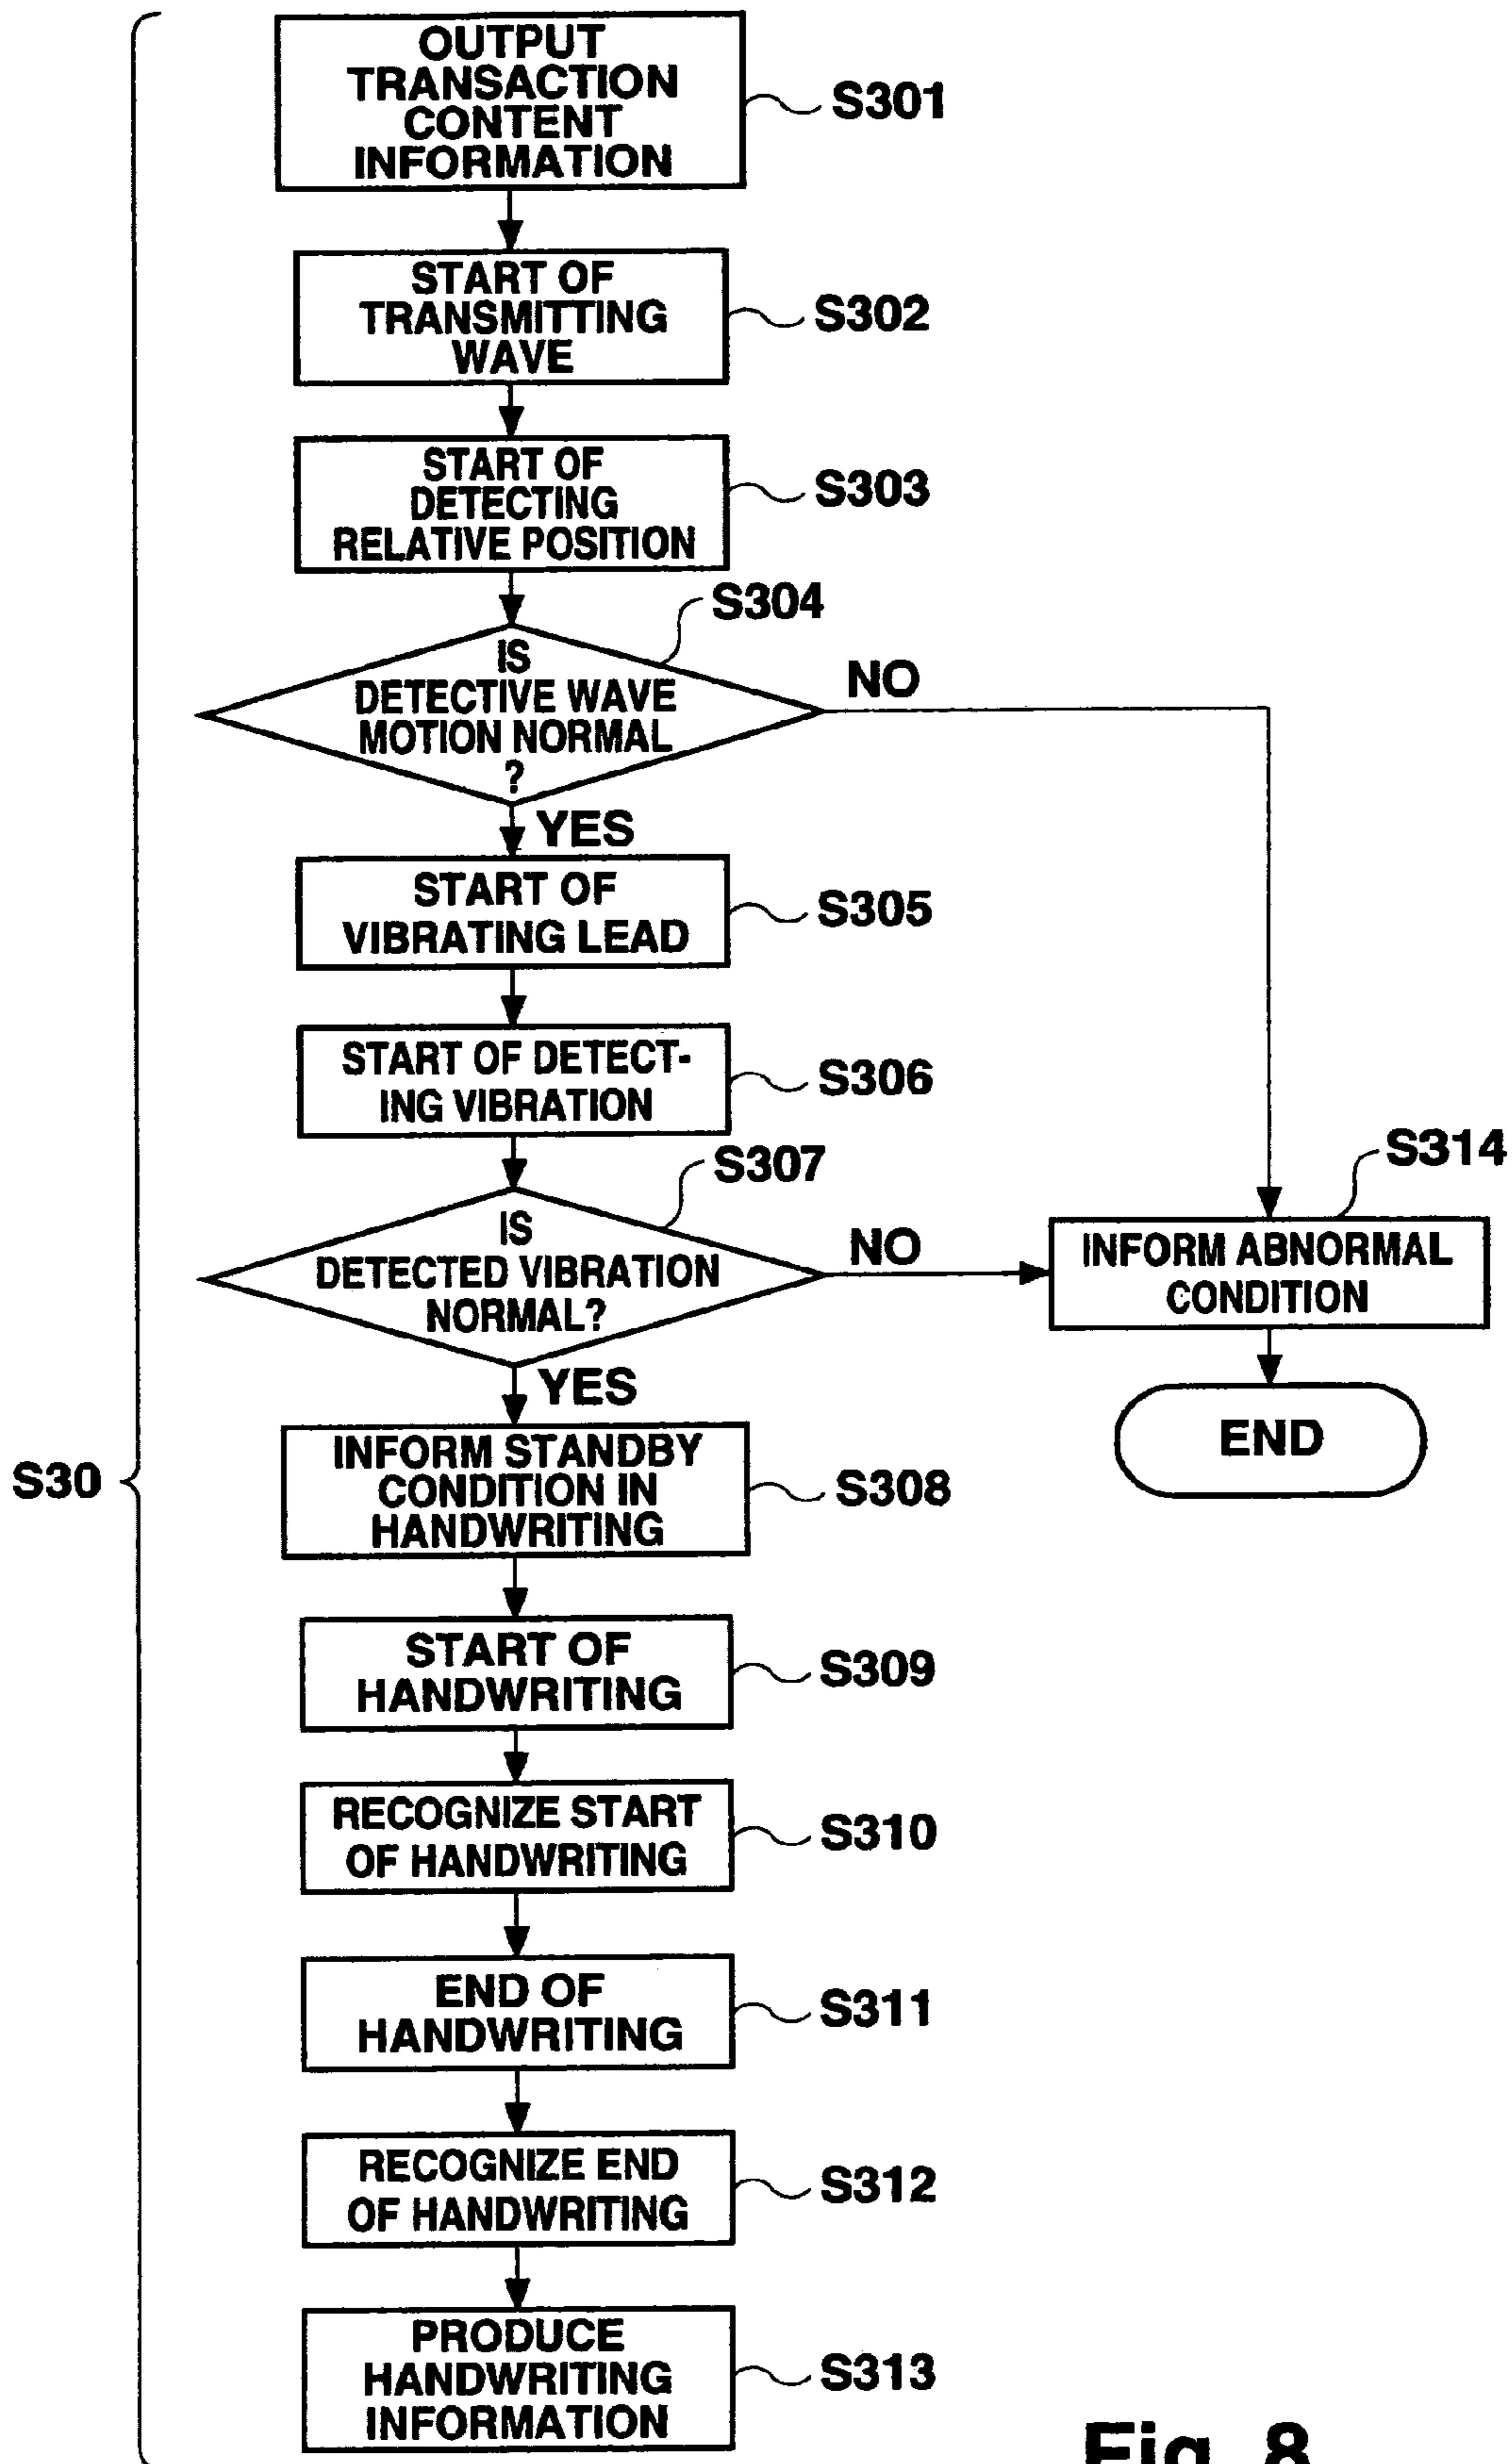 OUTPUT
TRANSACTION
CONTENT
INFORMATION
S301
START OF
TRANSMITTING
WAVE
S302
START OF
DETECTING
RELATIVE POSITION
S303
S304
IS
DETECTIVE WAVE
MOTION NORMAL
?
NO
YES
START OF
VIBRATING LEAD
S305
START OF DETECT-
ING VIBRATION
S306
S307
IS
DETECTED VIBRATION
NORMAL?
NO
S314
INFORM ABNORMAL
CONDITION
END
YES
S30
INFORM STANDBY
CONDITION IN
HANDWRITING
S308
START OF
HANDWRITING
S309
RECOGNIZE START
OF HANDWRITING
S310
END OF
HANDWRITING
S311
RECOGNIZE END
OF HANDWRITING
S312
PRODUCE
HANDWRITING
INFORMATION
S313
Fig. 8